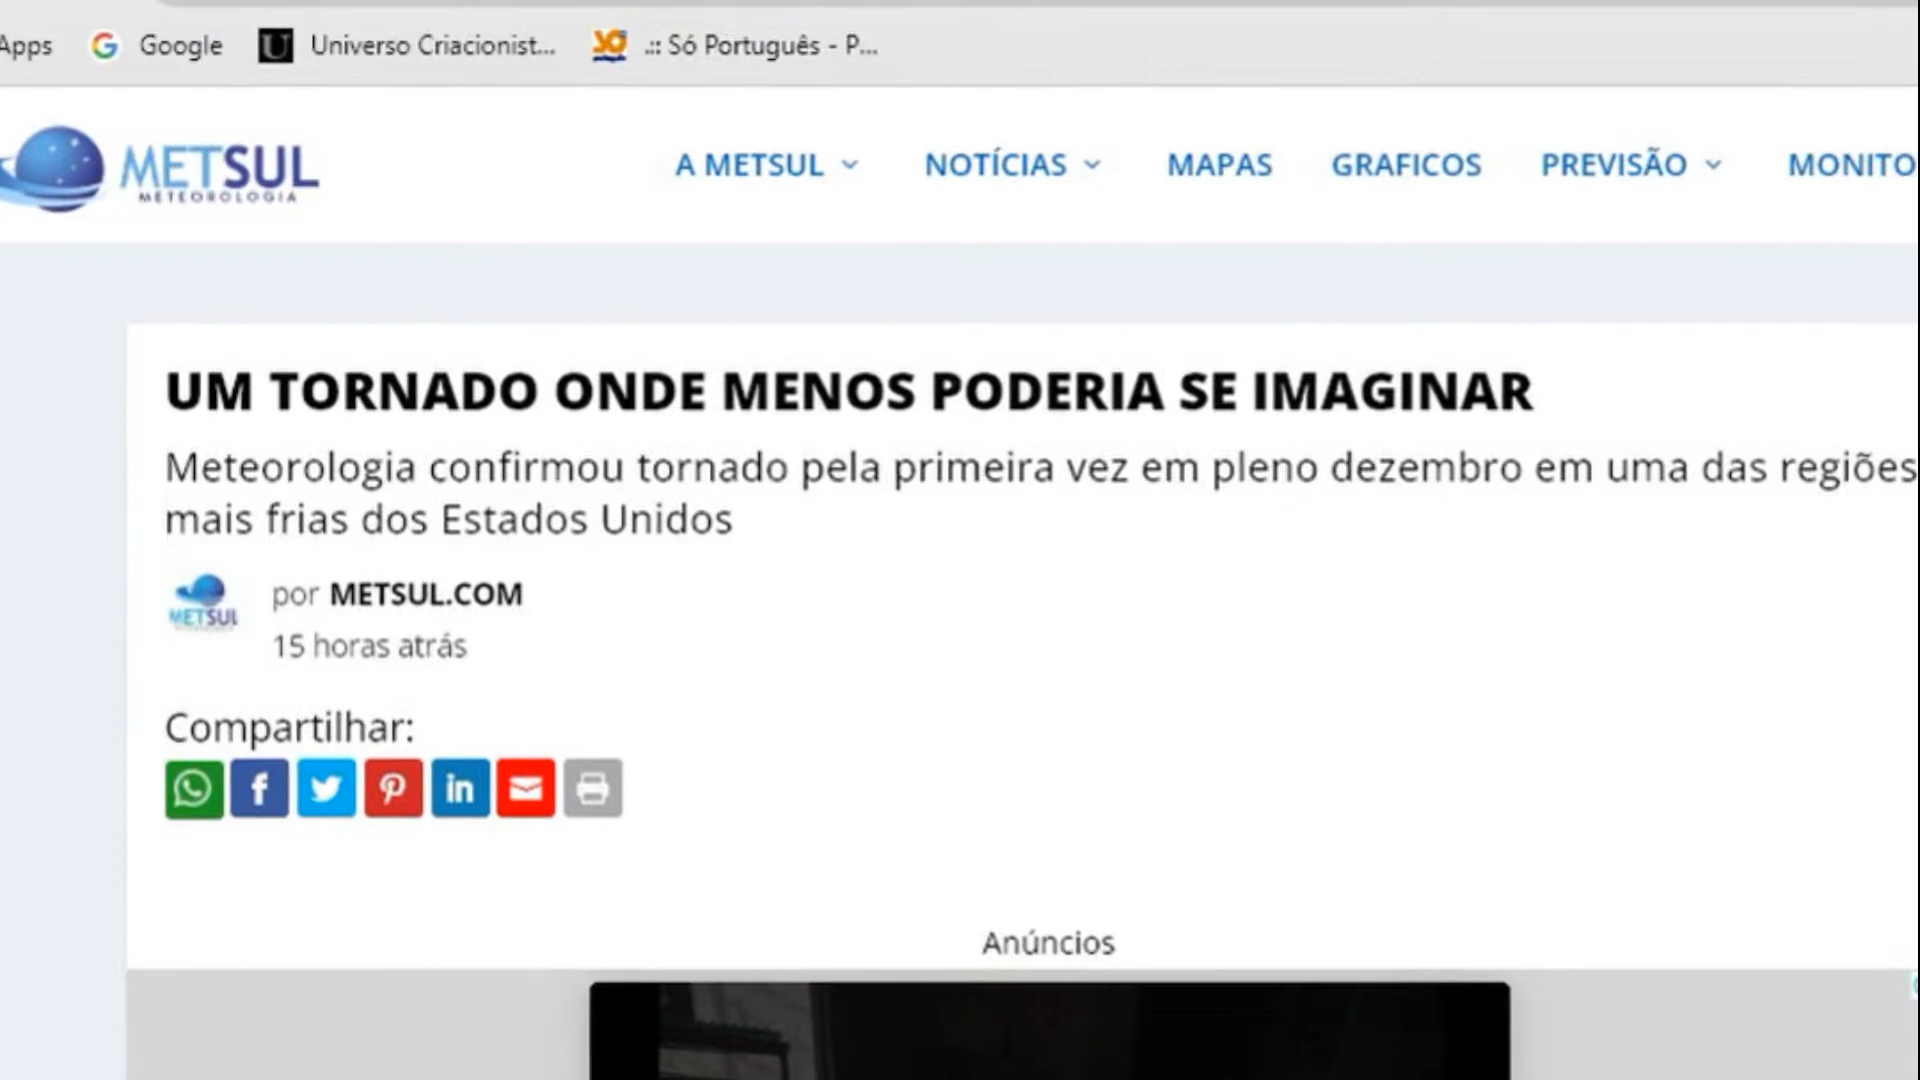 Apps Google Universo Criacionist... .:: Só Português - P...
METSUL
METEOROLOGIA
A METSUL NOTÍCIAS MAPAS GRAFICOS PREVISÃO MONITO
UM TORNADO ONDE MENOS PODERIA SE IMAGINAR
Meteorologia confirmou tornado pela primeira vez em pleno dezembro em uma das regiões
mais frias dos Estados Unidos
METSUL
por METSUL.COM
15 horas atrás
Compartilhar:
Anúncios